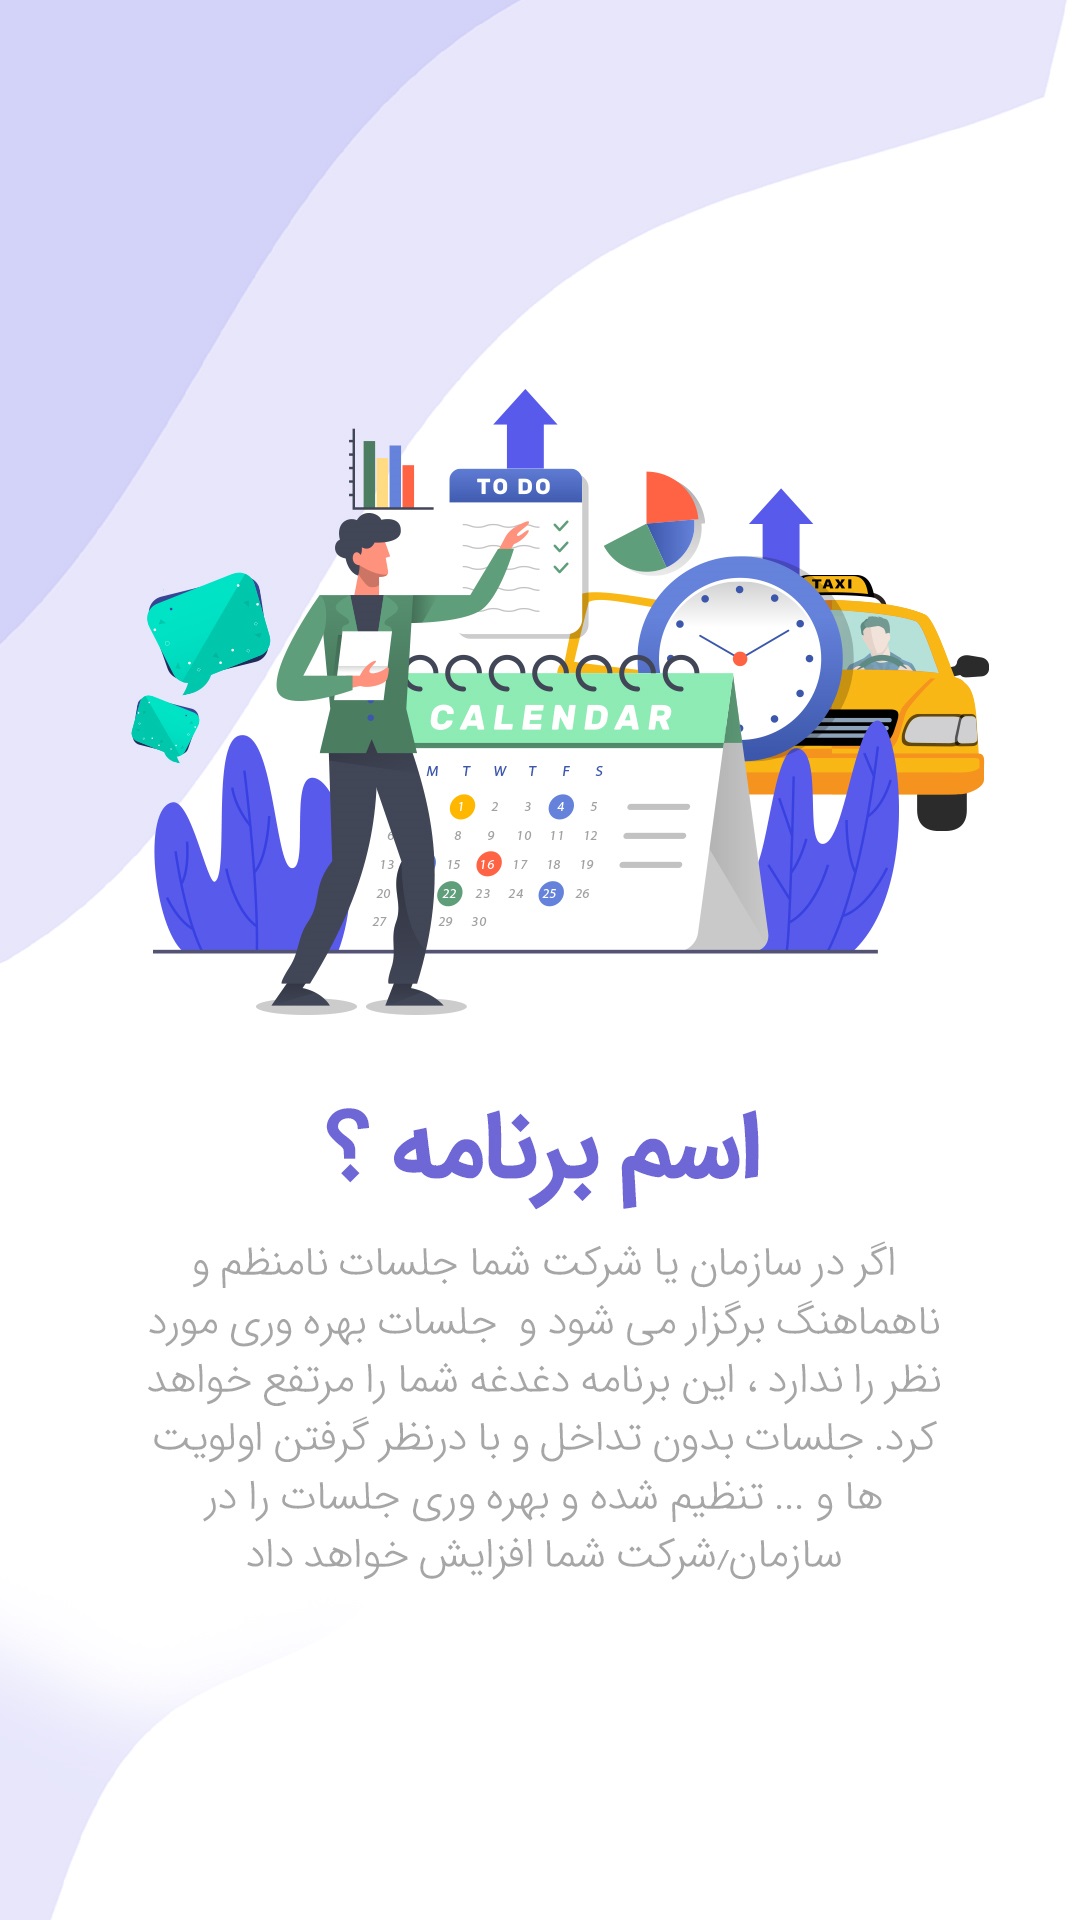 TO DO
TAXI
CALENDAR
M T W T F S
1 2 3 4 5
6 8 9 10 11 12
13 15 16 17 18 19
20 22 23 24 25 26
27 29 30
اسم برنامه ؟
اگر در سازمان یا شرکت شما جلسات نامنظم و
ناهماهنگ برگزار می شود و جلسات بهره وری مورد
نظر را ندارد ، این برنامه دغدغه شما را مرتفع خواهد
کرد. جلسات بدون تداخل و با درنظر گرفتن اولویت
ها و ... تنظیم شده و بهره وری جلسات را در
سازمان/شرکت شما افزایش خواهد داد